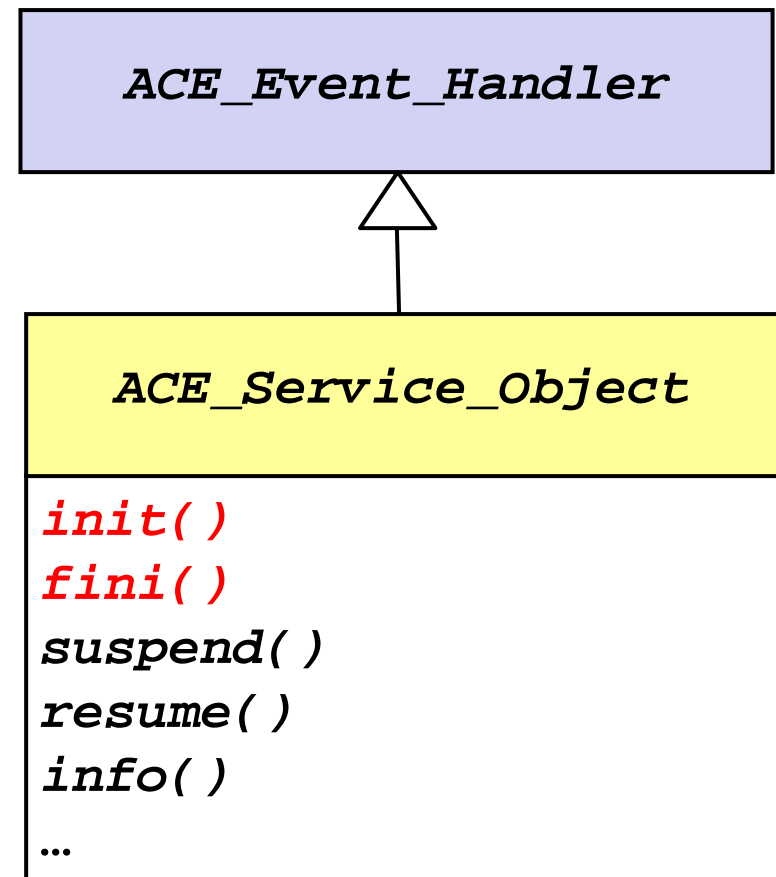 ACE_Event_Handler
ACE_Service_Object
init()
fini()
suspend()
resume()
info()
…